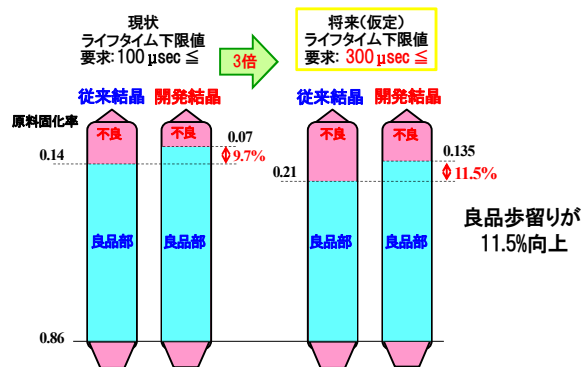 現状
ライフタイム下限値
要求:100 μsec ≦
3倍
将来(仮定)
ライフタイム下限値
要求: 300 μsec ≦
従来結晶
開発結晶
従来結晶
開発結晶
原料固化率
不良
不良
不良
不良
0.07
9.7%
0.14
0.135
11.5%
0.21
良品部
良品部
良品部
良品部
良品歩留りが
11.5%向上
0.86